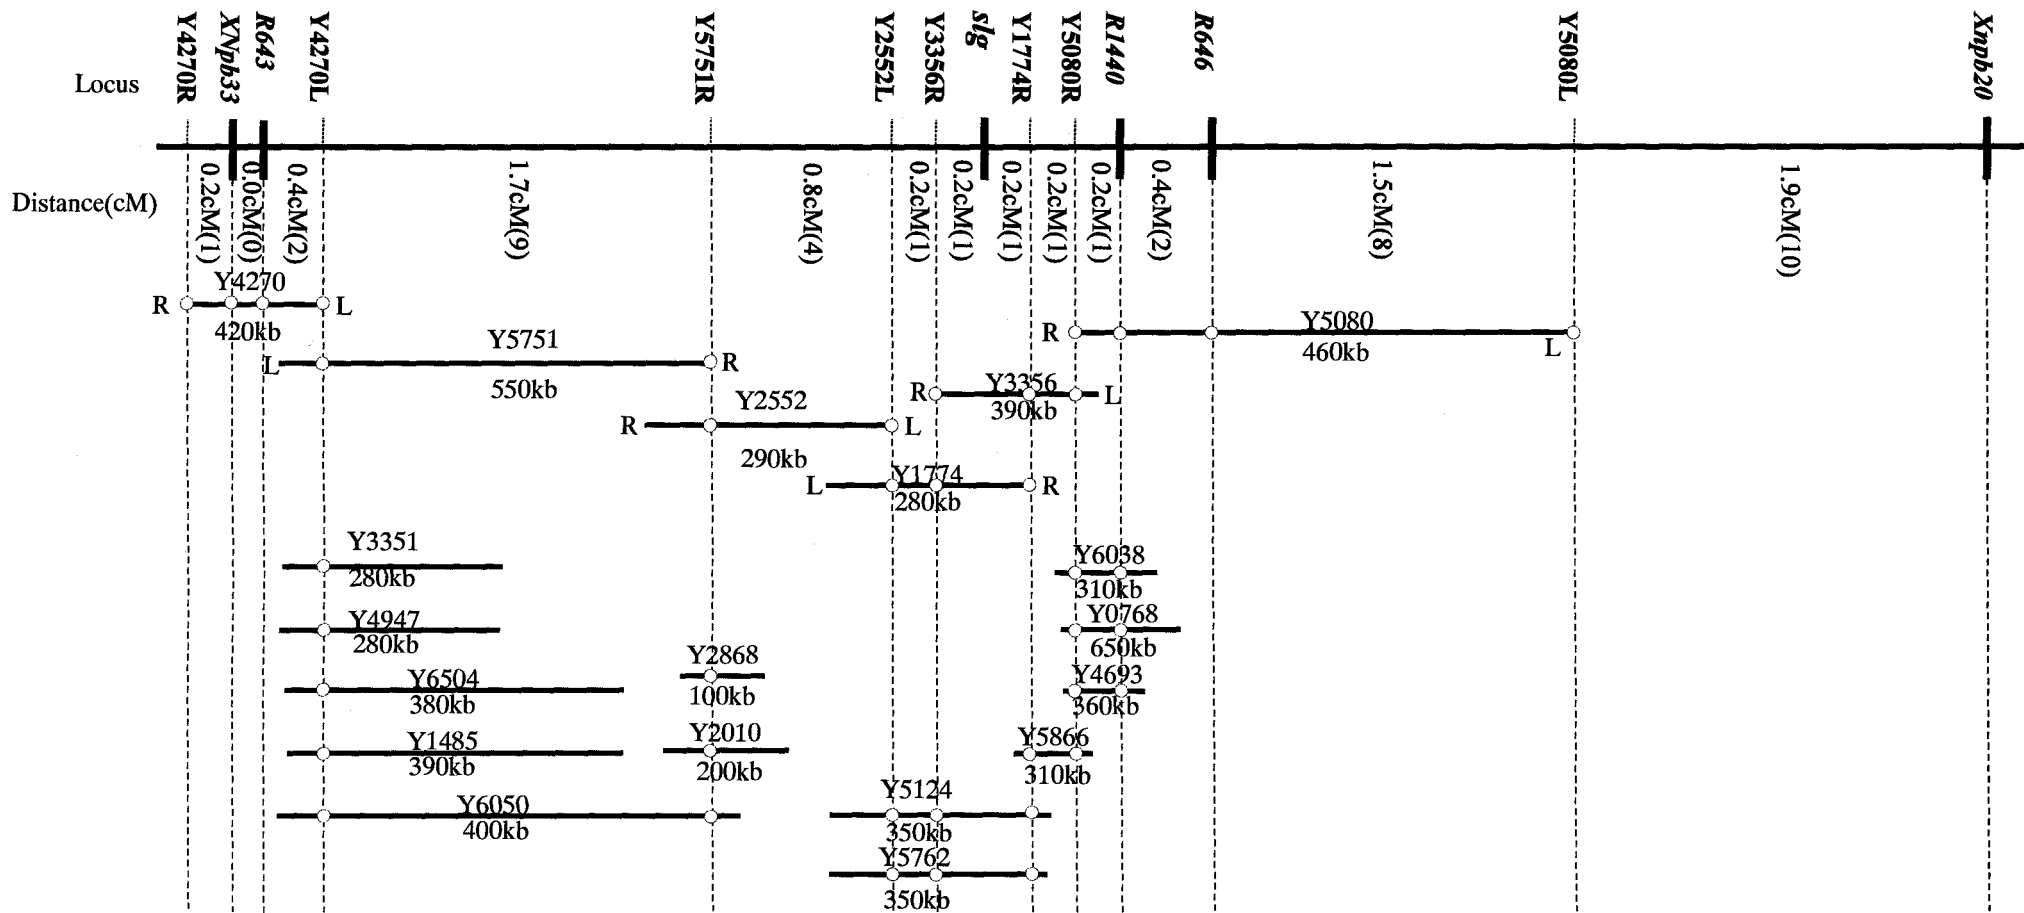 Locus
Y4270R
XNpb33
R643
Y4270L
Y5751R
Y2552L
Y3356R
slg
Y1774R
Y5080R
R1440
R646
Y5080L
Xnpb20
Distance(cM)
0.2cM(1)
0.0cM(0)
0.4cM(2)
1.7cM(9)
0.8cM(4)
0.2cM(1)
0.2cM(1)
0.2cM(1)
0.2cM(1)
0.2cM(1)
0.4cM(2)
1.5cM(8)
1.9cM(10)
Y4270
R L
420kb
Y5080
R
460kb
L
Y5751
L R
550kb
Y3356
R L
390kb
Y2552
R L
290kb
Y1774
L R
280kb
Y3351
280kb
Y6038
310kb
Y4947
280kb
Y0768
650kb
Y2868
100kb
Y6504
380kb
Y4693
360kb
Y2010
200kb
Y1485
390kb
Y5866
310kb
Y6050
400kb
Y5124
350kb
Y5762
350kb